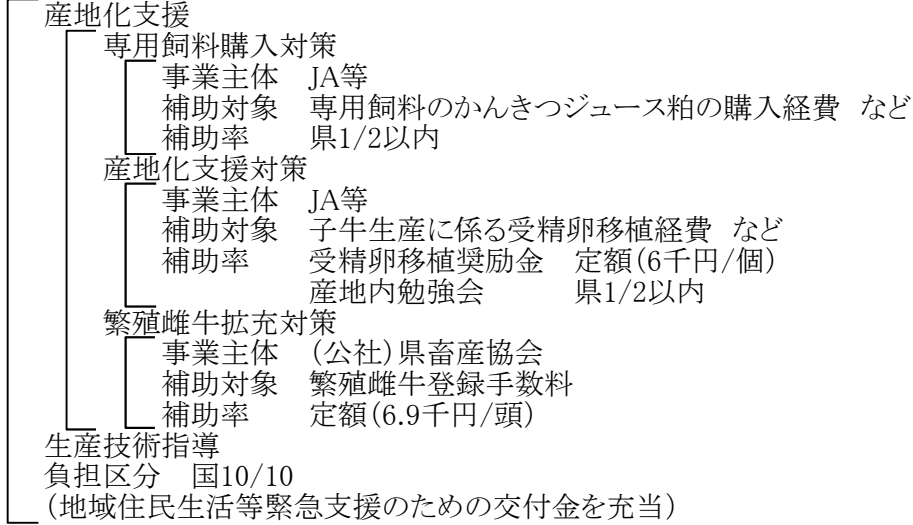 産地化支援
専用飼料購入対策
事業主体　JA等
補助対象　専用飼料のかんきつジュース粕の購入経費　など
補助率　　県1/2以内
産地化支援対策
事業主体　JA等
補助対象　子牛生産に係る受精卵移植経費　など
補助率　　受精卵移植奨励金　定額(6千円/個)
産地内勉強会　　　県1/2以内
繁殖雌牛拡充対策
事業主体　(公社)県畜産協会
補助対象　繁殖雌牛登録手数料
補助率　　定額(6.9千円/頭)
生産技術指導
負担区分　国10/10
(地域住民生活等緊急支援のための交付金を充当)